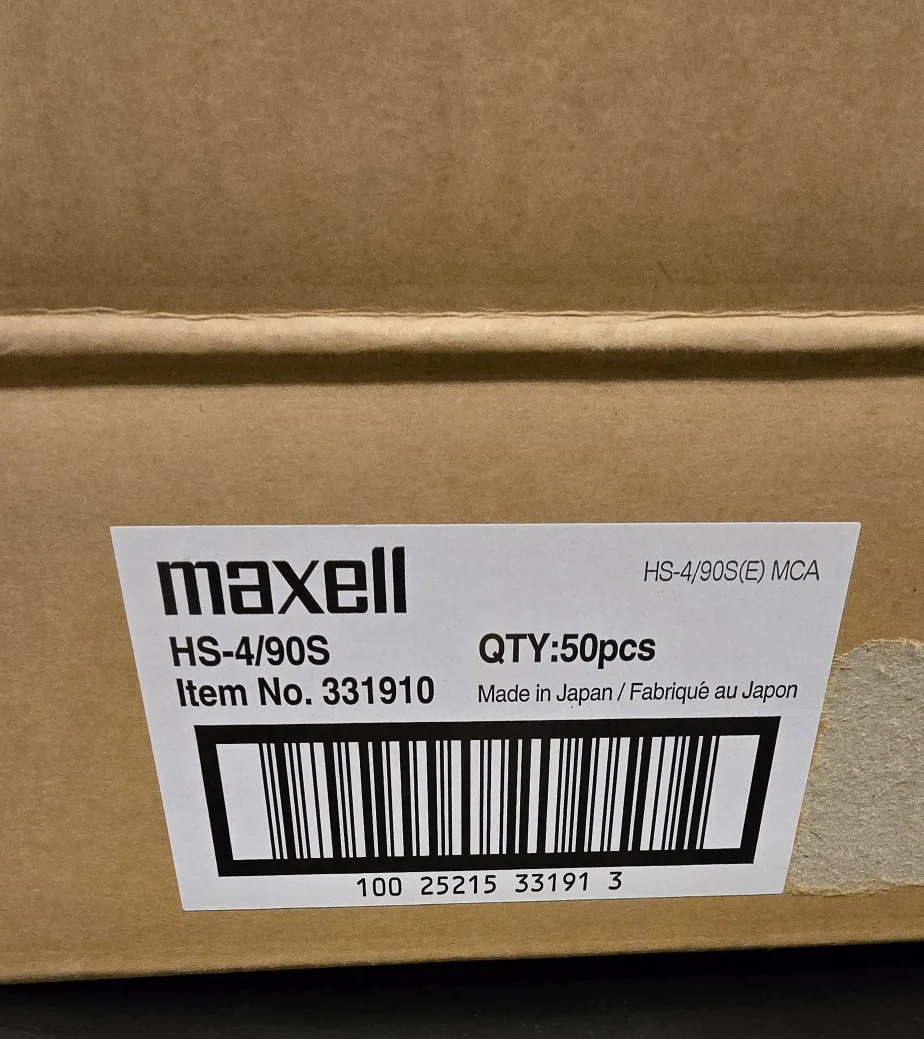 maxell
HS-4/90S(E) MCA
HS-4/90S
QTY:50pcs
Item No. 331910
Made in Japan / Fabriqué au Japon
100 25215 33191 3